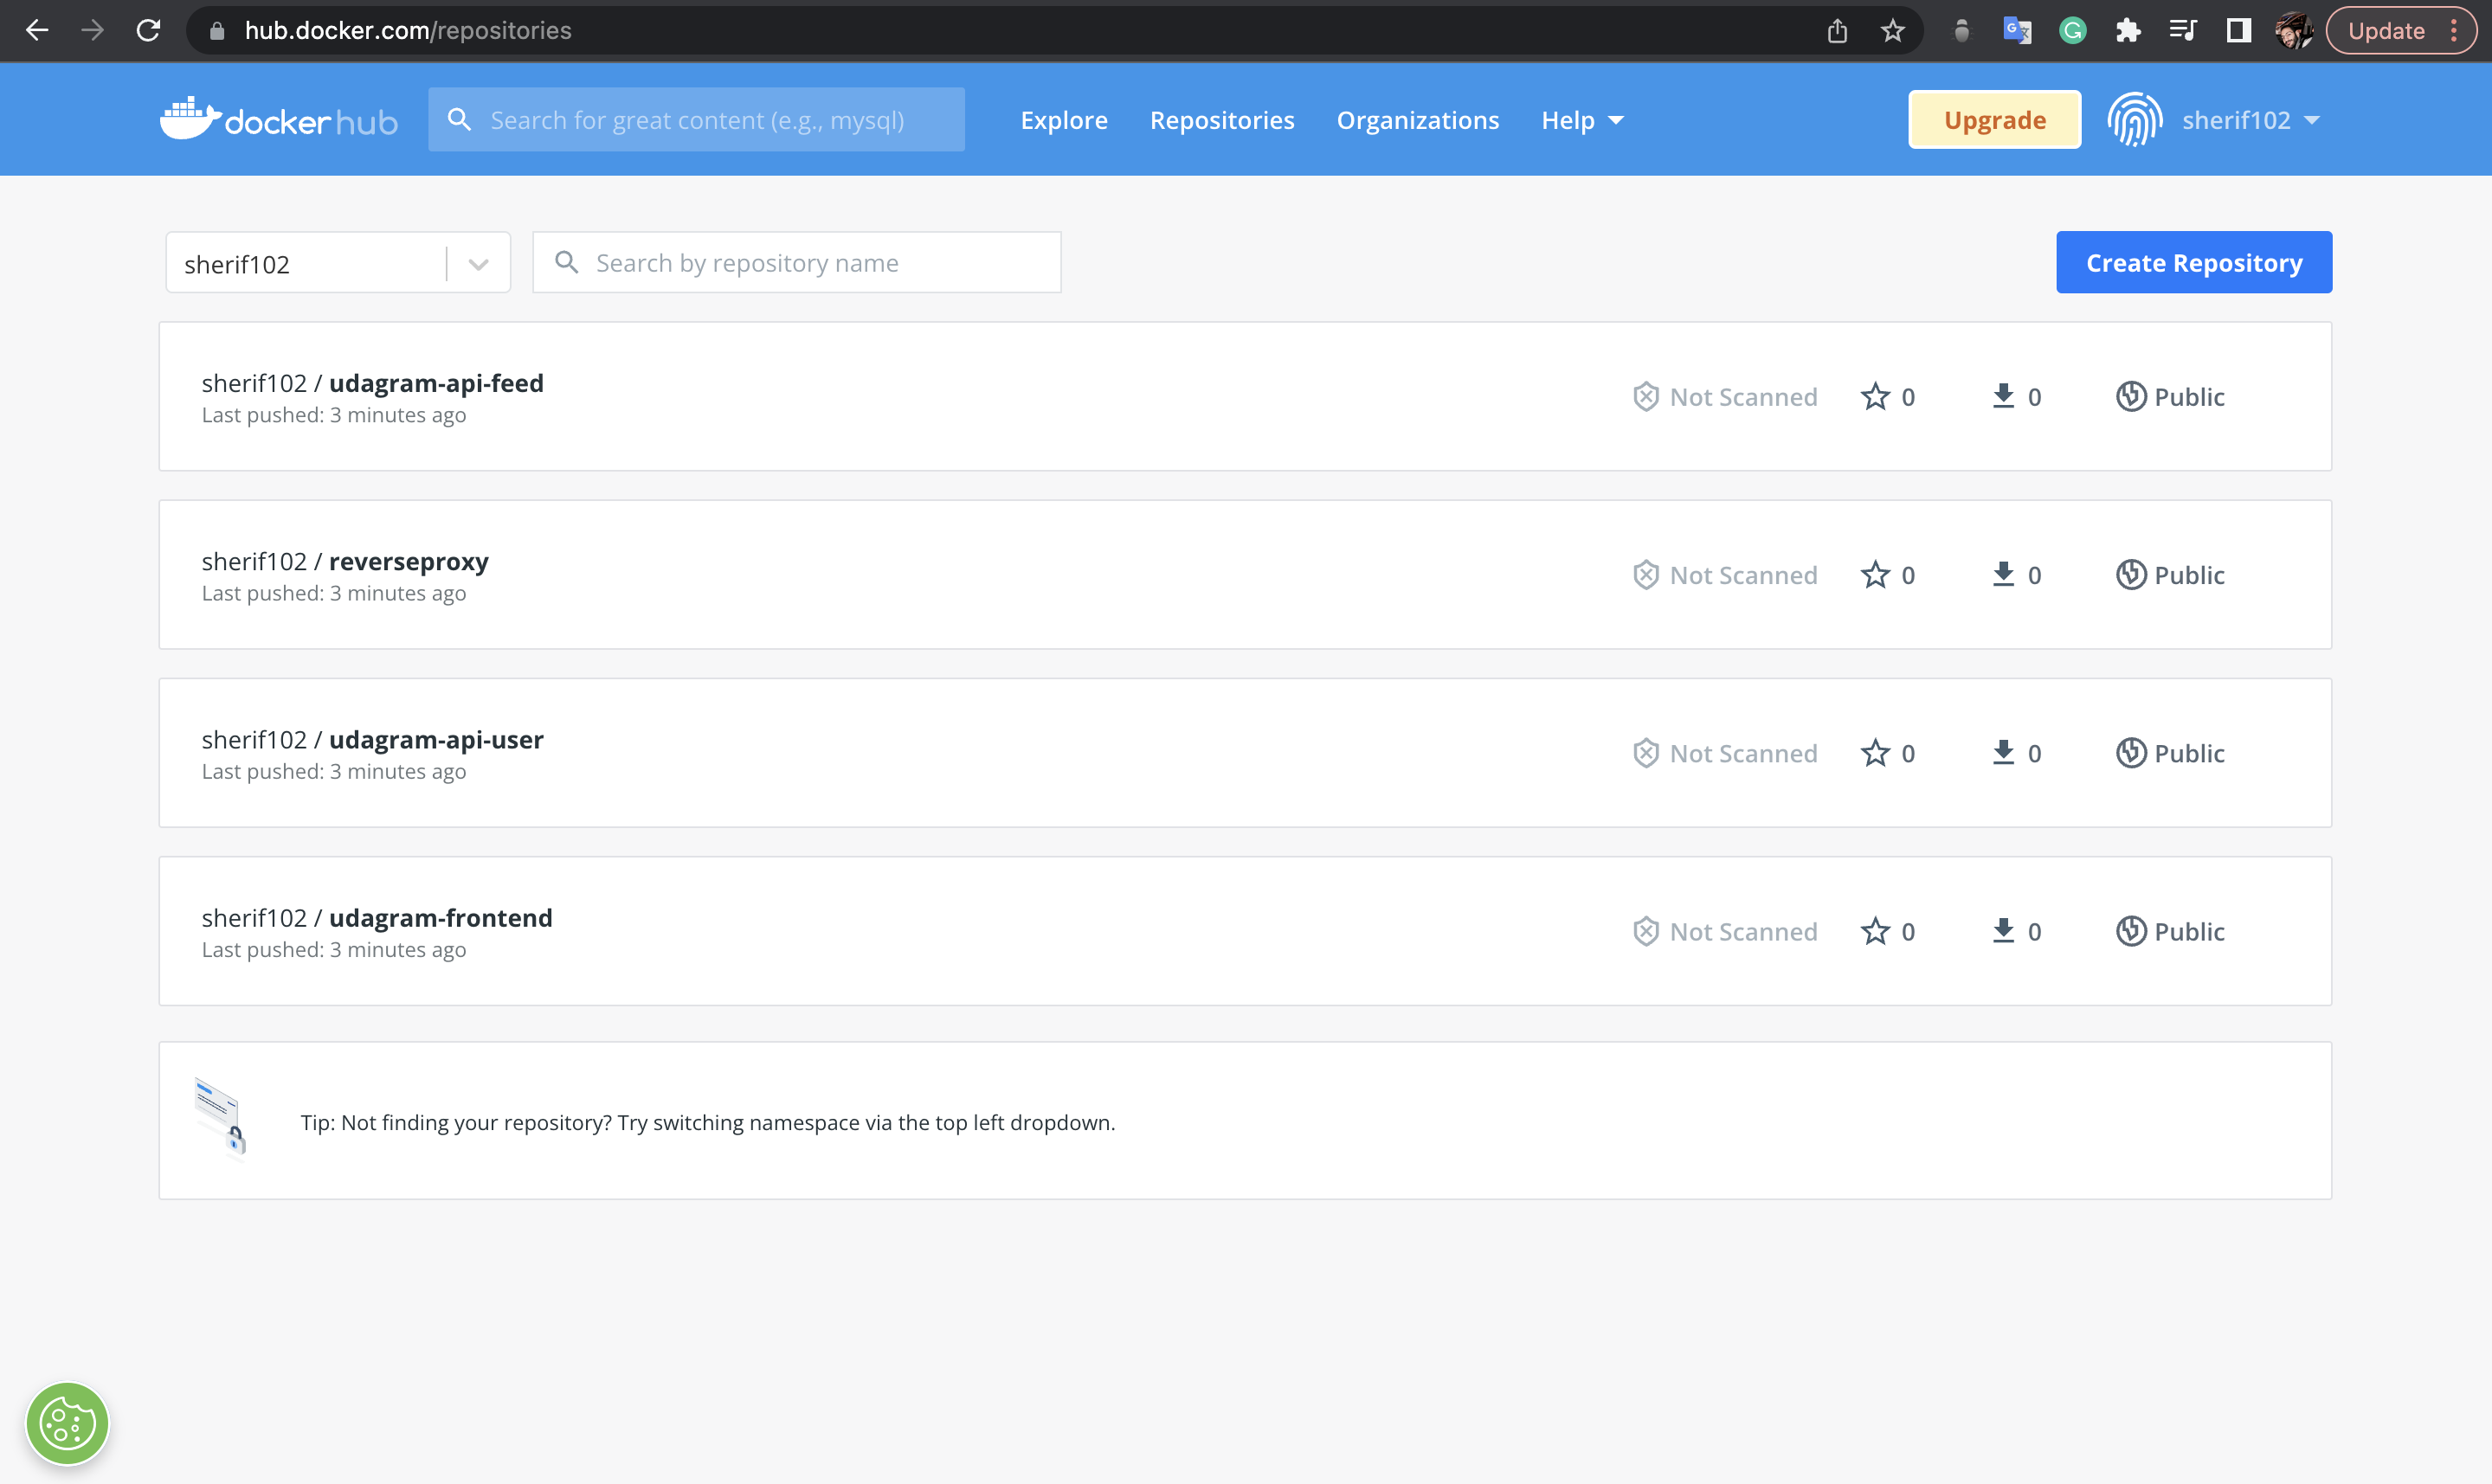 hub.docker.com/repositories
Update
docker hub
Search for great content (e.g., mysql)
Explore
Repositories
Organizations
Help
Upgrade
sherif102
sherif102
Search by repository name
Create Repository
sherif102 / udagram-api-feed
Last pushed: 3 minutes ago
Not Scanned
0
0
Public
sherif102 / reverseproxy
Last pushed: 3 minutes ago
Not Scanned
0
0
Public
sherif102 / udagram-api-user
Last pushed: 3 minutes ago
Not Scanned
0
0
Public
sherif102 / udagram-frontend
Last pushed: 3 minutes ago
Not Scanned
0
0
Public
Tip: Not finding your repository? Try switching namespace via the top left dropdown.